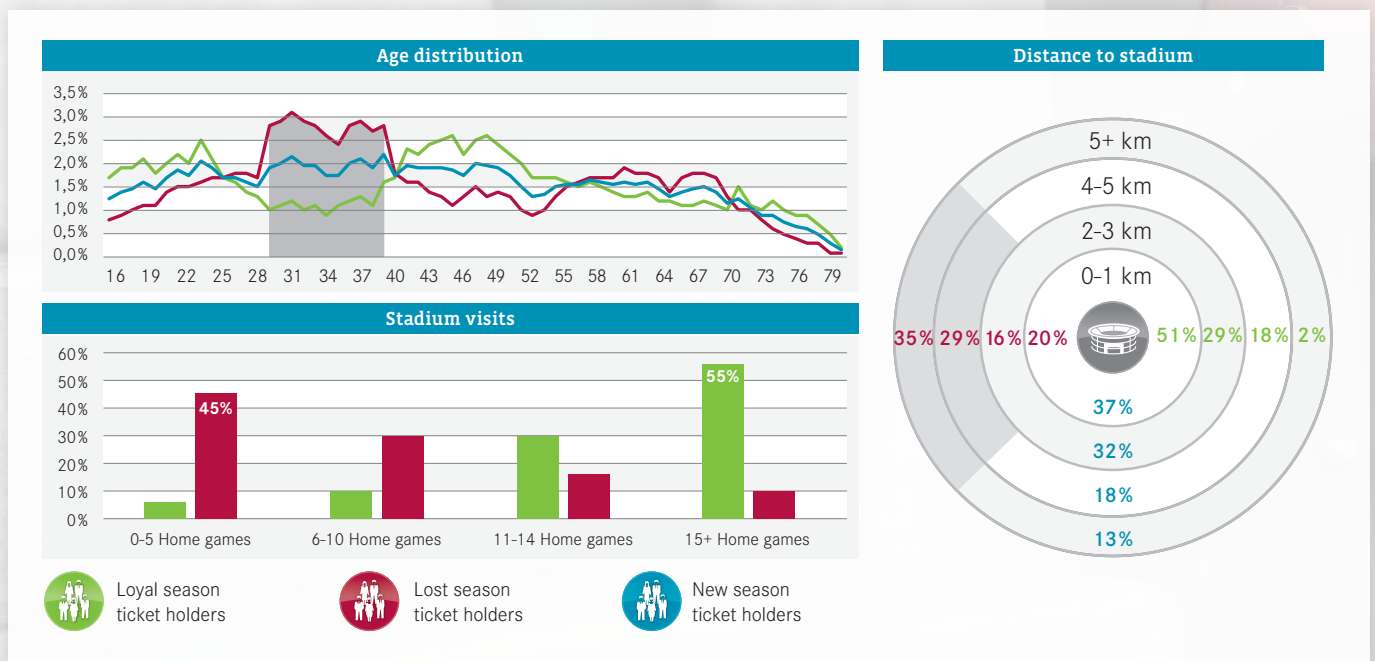 Age distribution
3,5%
3,0%
2,5%
2,0%
1,5%
1,0%
0,5%
0,0%
16 19 22 25 28 31 34 37 40 43 46 49 52 55 58 61 64 67 70 73 76 79
Stadium visits
60%
50%
40%
30%
20%
10%
0%
45%
55%
0-5 Home games 6-10 Home games 11-14 Home games 15+ Home games
Loyal season
ticket holders
Lost season
ticket holders
New season
ticket holders
Distance to stadium
5+ km
4-5 km
2-3 km
0-1 km
35% 29% 16% 20% 51% 29% 18% 2%
37%
32%
18%
13%